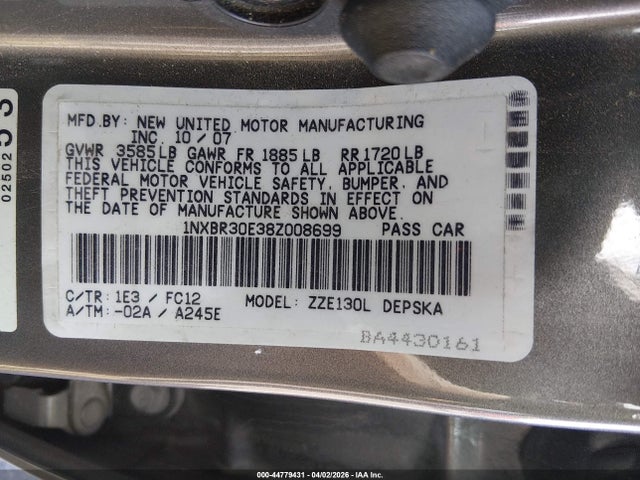 MFD.BY: NEW UNITED MOTOR MANUFACTURING
INC. 10 / 07
GVWR 3585LB GAWR FR 1885LB RR1720LB
THIS VEHICLE CONFORMS TO ALL APPLICABLE
FEDERAL MOTOR VEHICLE SAFETY, BUMPER, AND
THEFT PREVENTION STANDARDS IN EFFECT ON
THE DATE OF MANUFACTURE SHOWN ABOVE.
1NXBR30E38Z008699 PASS CAR
C/TR: 1E3 / FC12 MODEL: ZZE130L DEPSKA
A/TM: -02A / A245E
BA4430161
02502
000-44779431 - 04/02/2026 - IAA Inc.